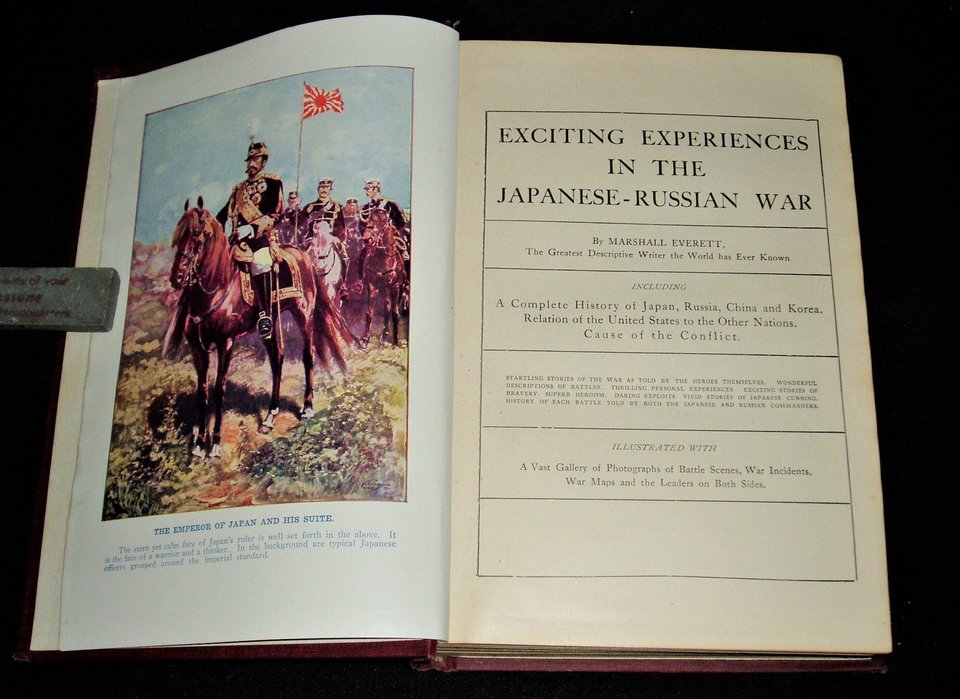 ents of your
THE EMPEROR OF JAPAN AND HIS SUITE.
The stern yet calm face of Japan's ruler is well set forth in the above. It
is the face of a warrior and a thinker. In the background are typical Japanese
officers grouped around the imperial standard.
EXCITING EXPERIENCES
IN THE
JAPANESE-RUSSIAN WAR
By MARSHALL EVERETT,
The Greatest Descriptive Writer the World has Ever Known
INCLUDING
A Complete History of Japan, Russia, China and Korea.
Relation of the United States to the Other Nations.
Cause of the Conflict.
STARTLING STORIES OF THE WAR AS TOLD BY THE HEROES THEMSELVES. WONDERFUL
DESCRIPTIONS OF BATTLES. THRILLING PERSONAL EXPERIENCES. EXCITING STORIES OF
BRAVERY. SUPERB HEROISM. DARING EXPLOITS. VIVID STORIES OF JAPANESE CUNNING.
HISTORY OF EACH BATTLE TOLD BY BOTH THE JAPANESE AND RUSSIAN COMMANDERS.
ILLUSTRATED WITH
A Vast Gallery of Photographs of Battle Scenes, War Incidents,
War Maps and the Leaders on Both Sides.